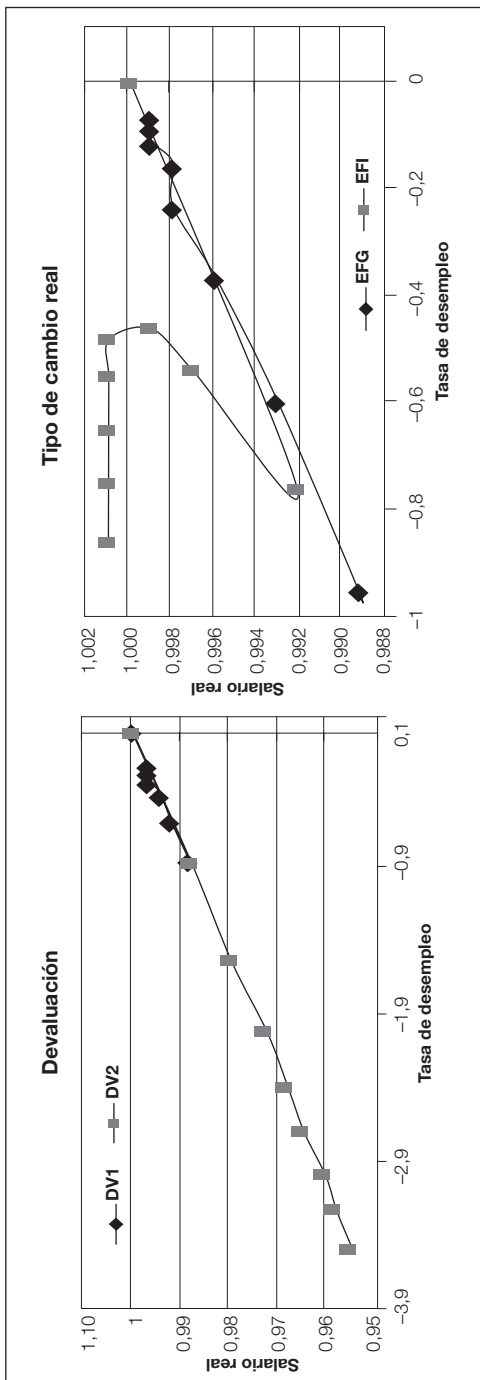 Devaluación
DV1
DV2
Salario real
1,10
1
0,99
0,98
0,97
0,96
0,95
–3,9
–2,9
–1,9
–0,9
0,1
Tasa de desempleo
Tipo de cambio real
Salario real
1,002
1,000
0,998
0,996
0,994
0,992
0,990
0,988
–1
–0,8
–0,6
–0,4
–0,2
0
Tasa de desempleo
EFG
EFI